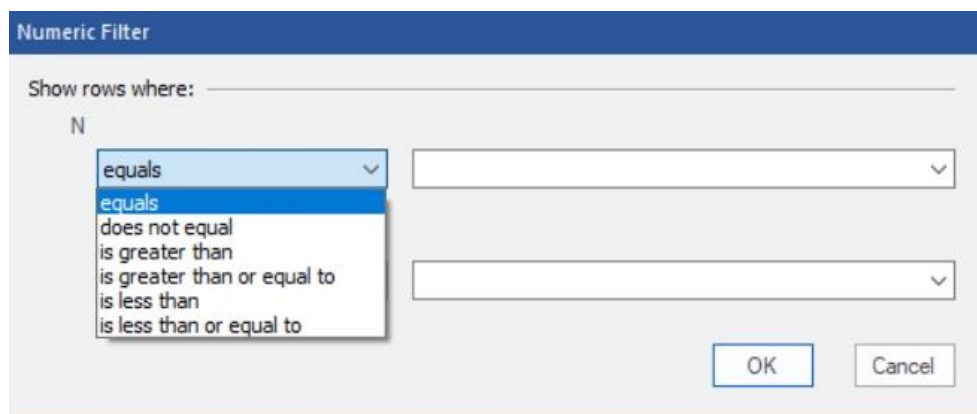 Numeric Filter
Show rows where:
N
equals
equals
does not equal
is greater than
is greater than or equal to
is less than
is less than or equal to
OK Cancel